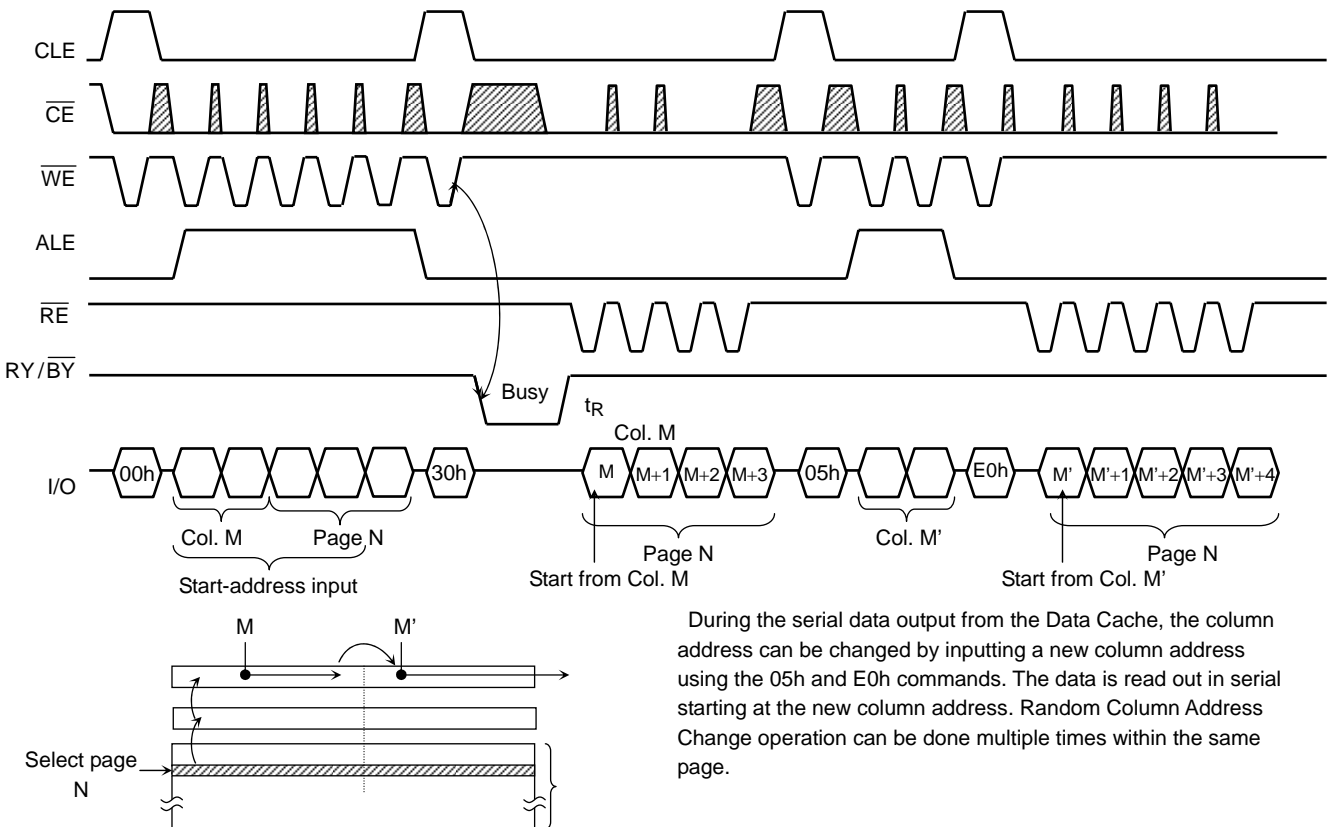 CLE
CE
WE
ALE
RE
RY/BY
Busy
tR
Col. M
I/O
00h
30h
M
M+1
M+2
M+3
05h
E0h
M'
M'+1
M'+2
M'+3
M'+4
Col. M
Page N
Page N
Col. M'
Page N
Start-address input
Start from Col. M
Start from Col. M’
M
M’
Select page
N
During the serial data output from the Data Cache, the column
address can be changed by inputting a new column address
using the 05h and E0h commands. The data is read out in serial
starting at the new column address. Random Column Address
Change operation can be done multiple times within the same
page.